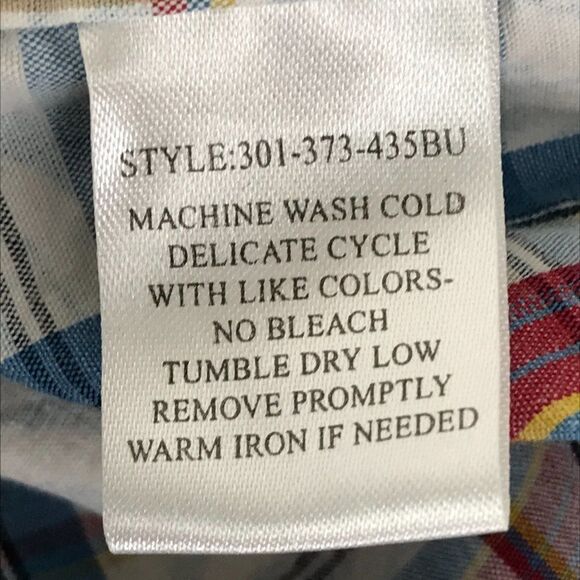 STYLE:301-373-435BU
MACHINE WASH COLD
DELICATE CYCLE
WITH LIKE COLORS-
NO BLEACH
TUMBLE DRY LOW
REMOVE PROMPTLY
WARM IRON IF NEEDED